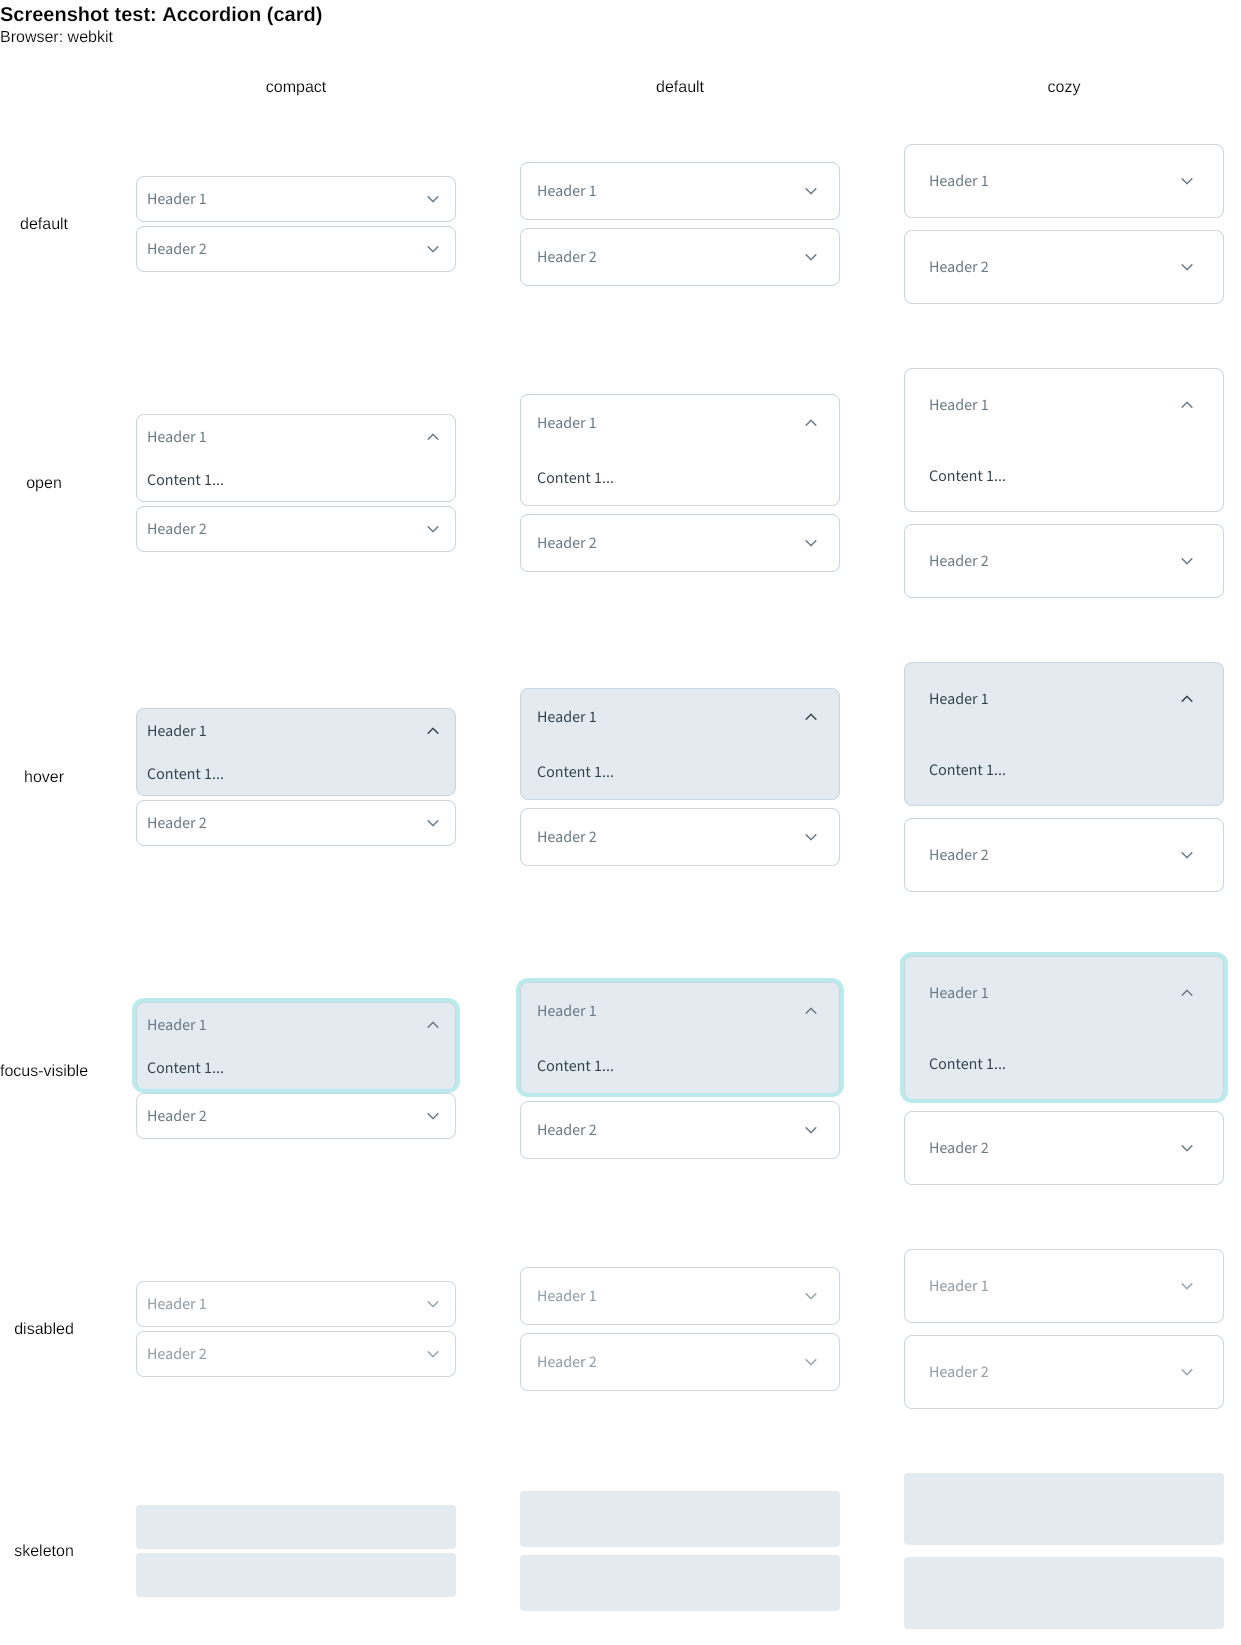 Screenshot test: Accordion (card)
Browser: webkit
compact default cozy
default
Header 1
Header 2
Header 1
Header 2
Header 1
Header 2
open
Header 1
Content 1...
Header 2
Header 1
Content 1...
Header 2
Header 1
Content 1...
Header 2
hover
Header 1
Content 1...
Header 2
Header 1
Content 1...
Header 2
Header 1
Content 1...
Header 2
focus-visible
Header 1
Content 1...
Header 2
Header 1
Content 1...
Header 2
Header 1
Content 1...
Header 2
disabled
Header 1
Header 2
Header 1
Header 2
Header 1
Header 2
skeleton